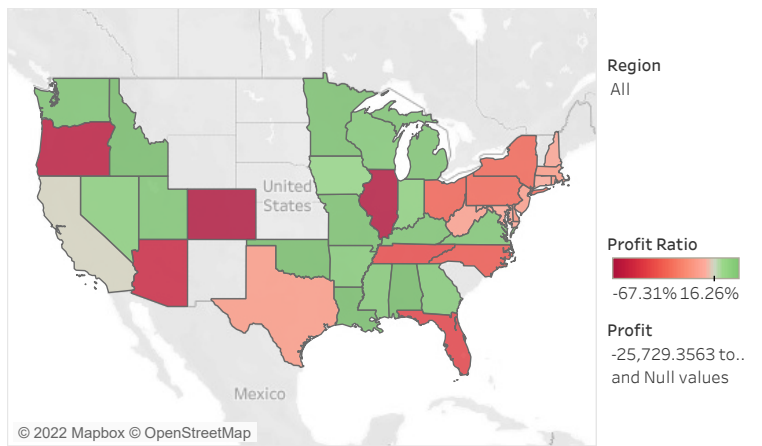 United
States
Mexico
© 2022 Mapbox © OpenStreetMap
Region
All
Profit Ratio
-67.31% 16.26%
Profit
-25,729.3563 to..
and Null values